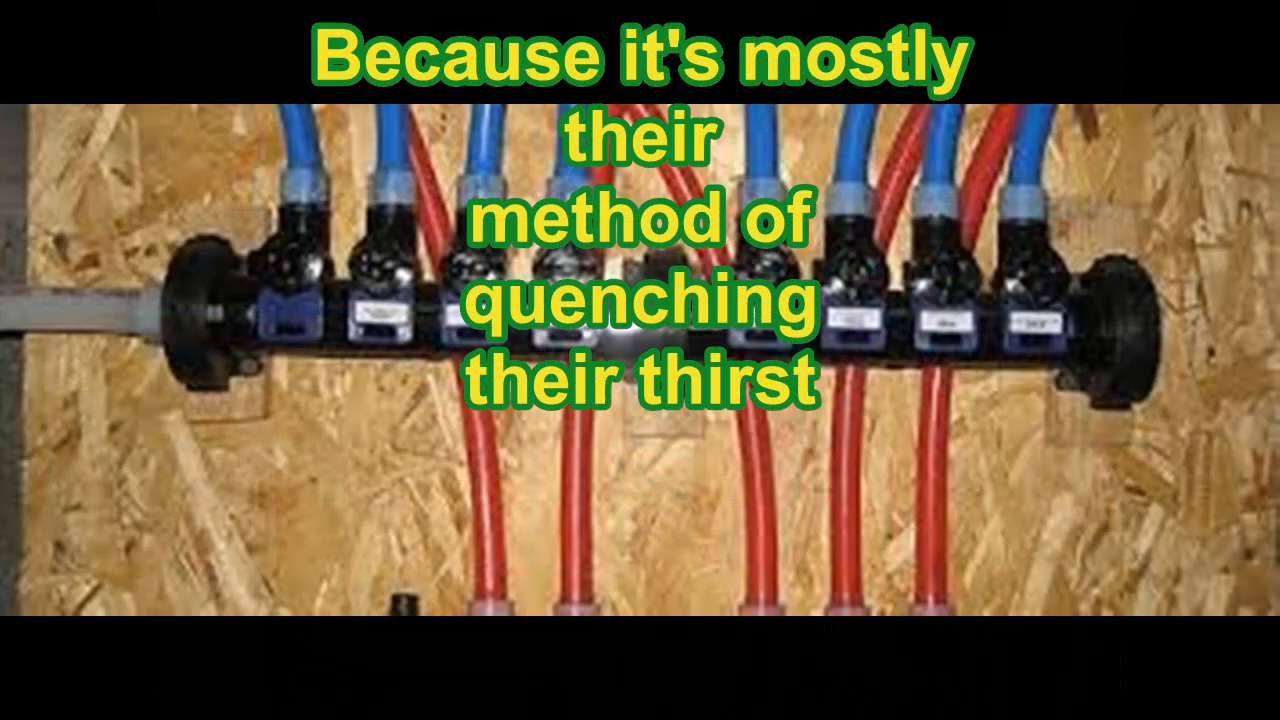 Because it's mostly
their
method of
quenching
their thirst